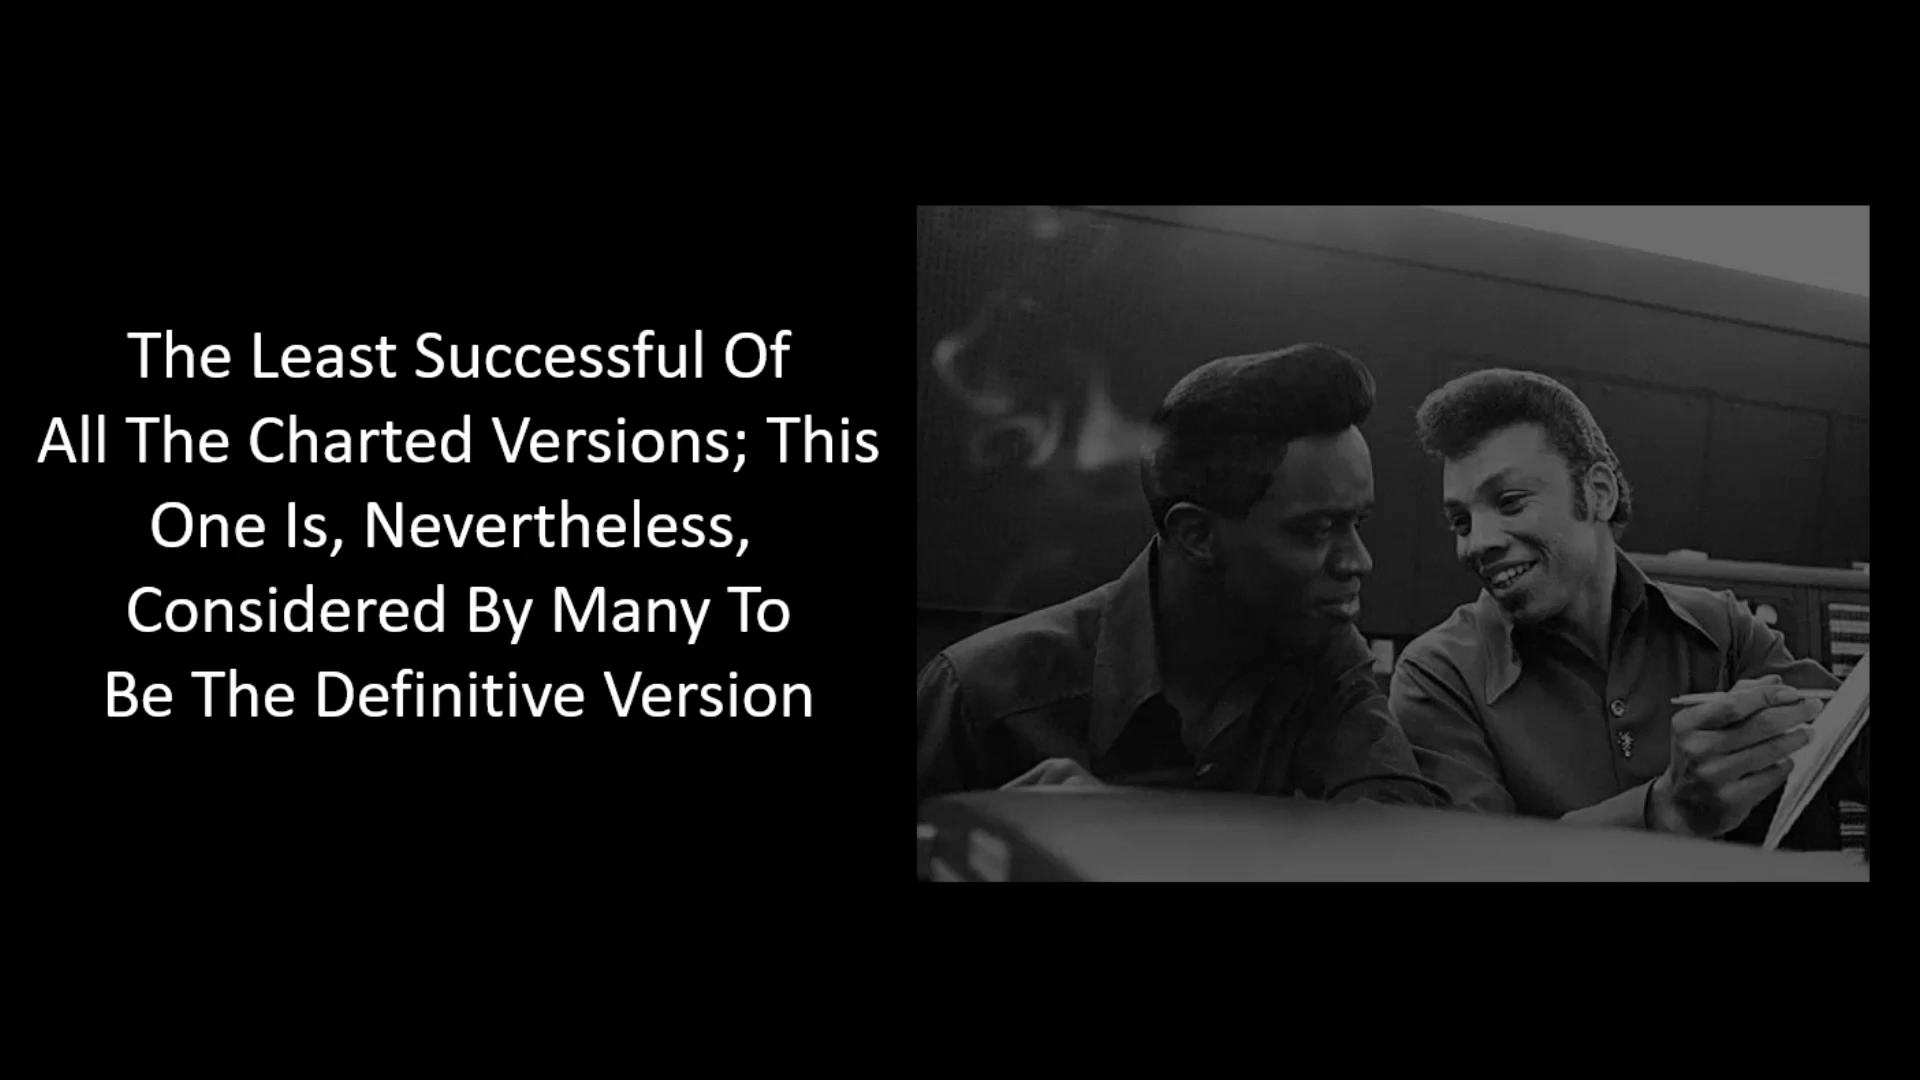 The Least Successful Of
All The Charted Versions; This
One Is, Nevertheless,
Considered By Many To
Be The Definitive Version